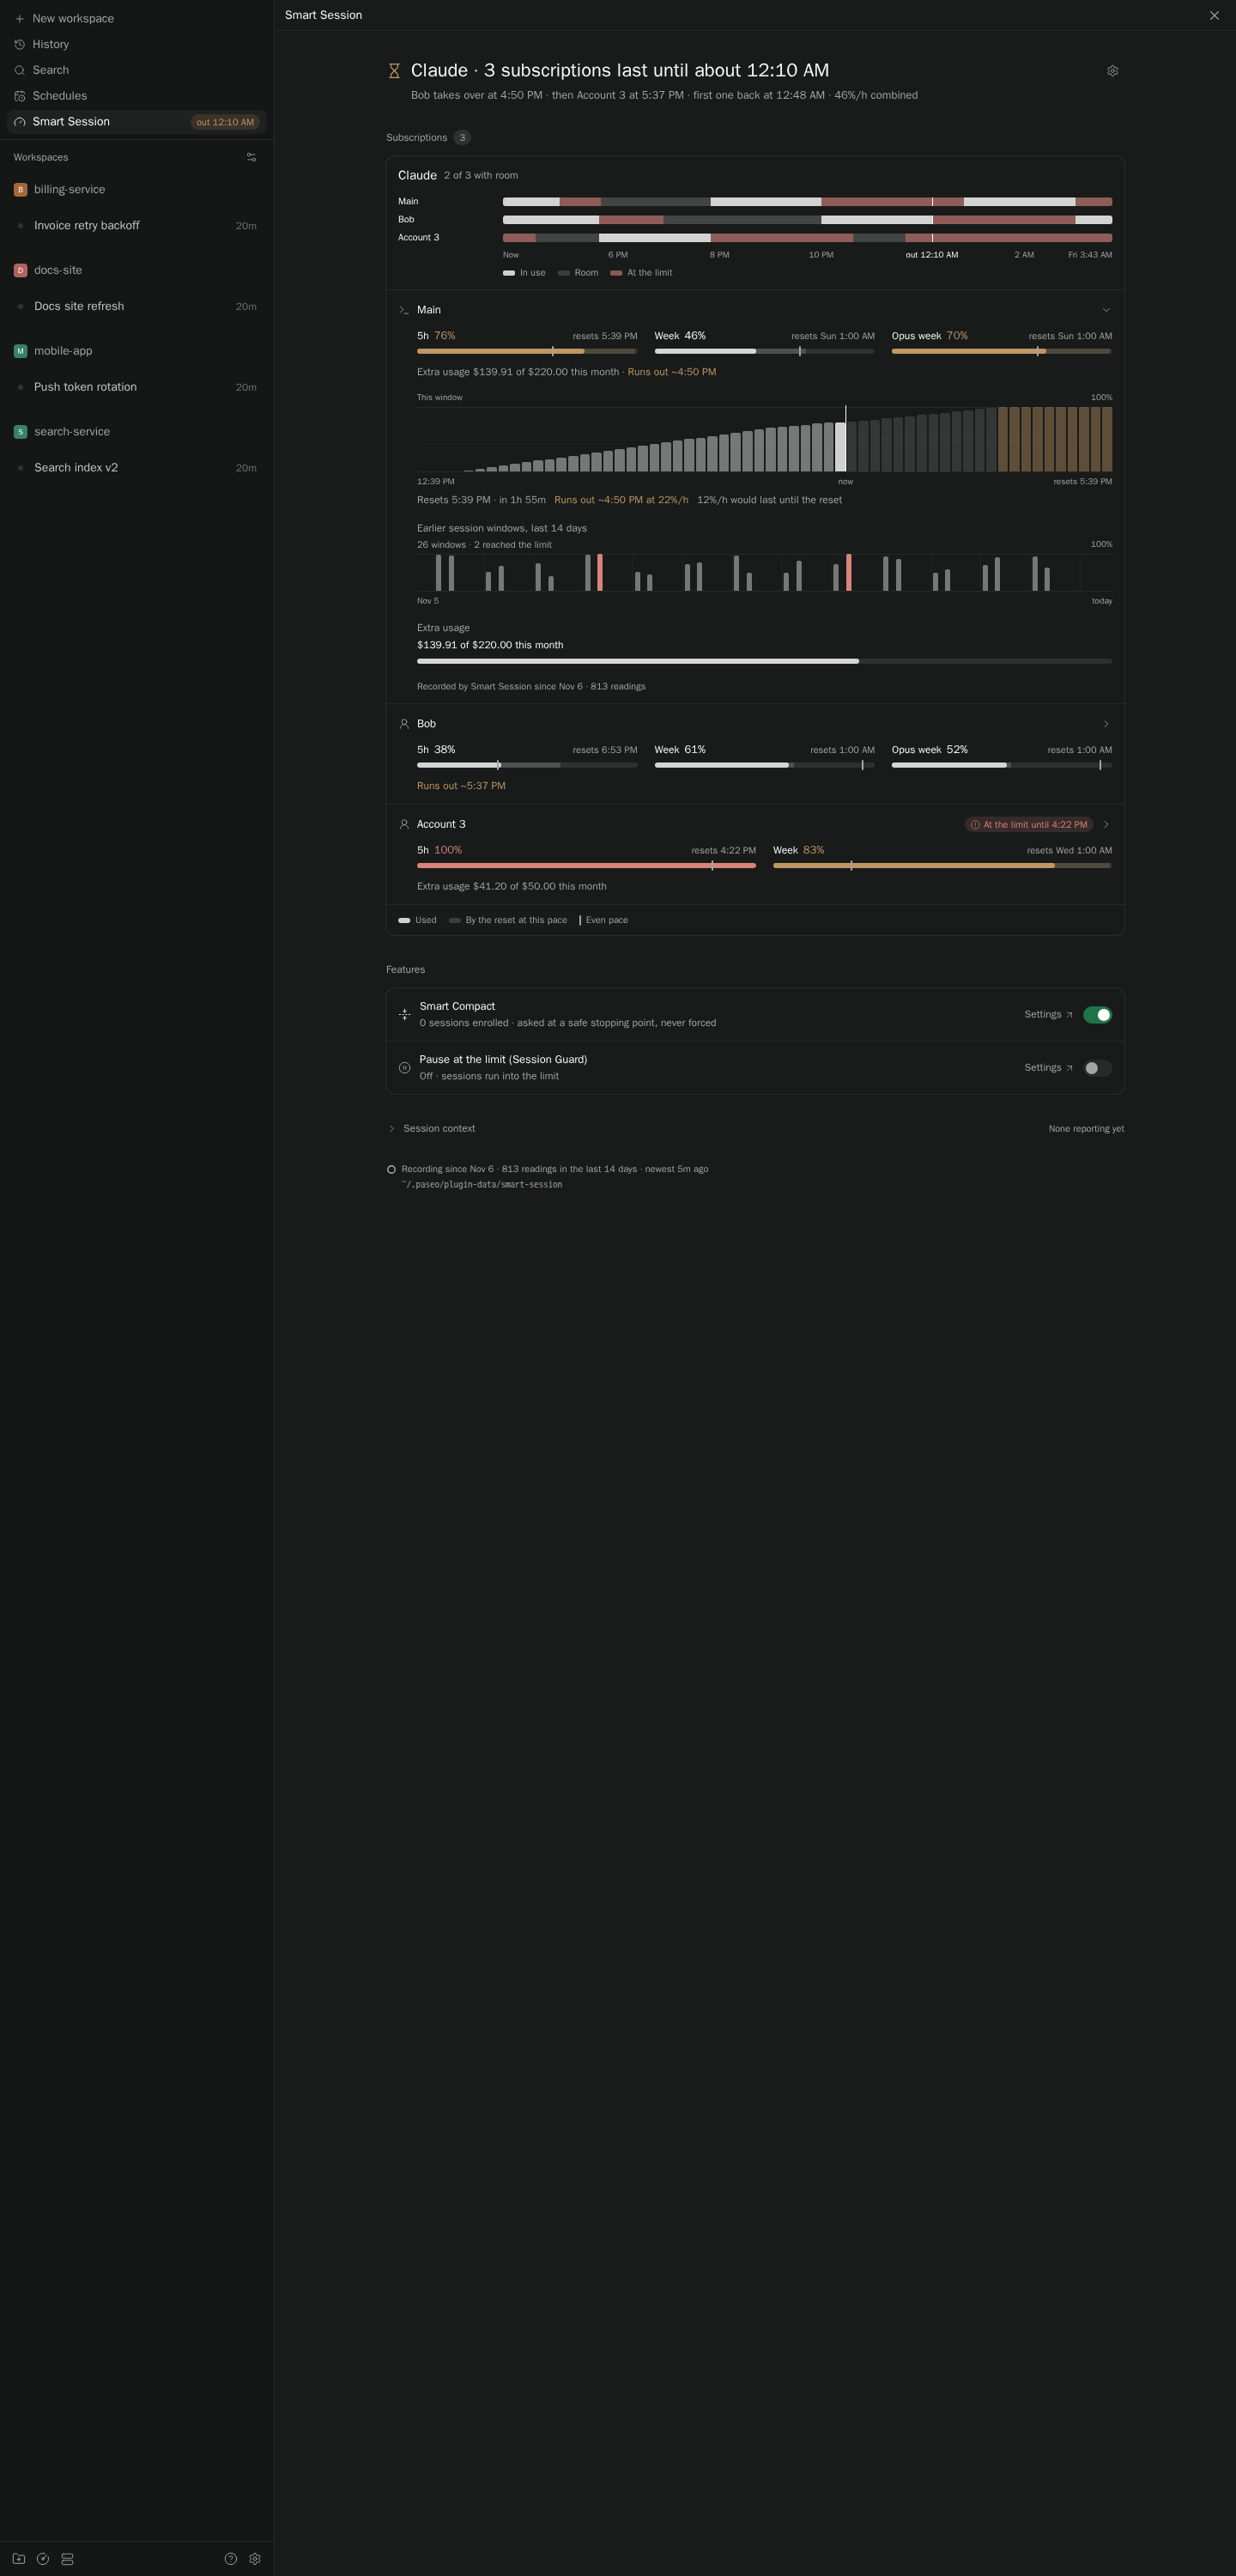 New workspace
History
Search
Schedules
Smart Session out 12:10 AM
Workspaces
B billing-service
Invoice retry backoff 20m
D docs-site
Docs site refresh 20m
M mobile-app
Push token rotation 20m
S search-service
Search index v2 20m
Smart Session
Claude · 3 subscriptions last until about 12:10 AM
Bob takes over at 4:50 PM · then Account 3 at 5:37 PM · first one back at 12:48 AM · 46%/h combined
Subscriptions 3
Claude 2 of 3 with room
Main
Bob
Account 3
Now 6 PM 8 PM 10 PM out 12:10 AM 2 AM Fri 3:43 AM
In use Room At the limit
Main
5h 76% resets 5:39 PM Week 46% resets Sun 1:00 AM Opus week 70% resets Sun 1:00 AM
Extra usage $139.91 of $220.00 this month · Runs out ~4:50 PM
This window 100%
12:39 PM now resets 5:39 PM
Resets 5:39 PM · in 1h 55m Runs out ~4:50 PM at 22%/h 12%/h would last until the reset
Earlier session windows, last 14 days
26 windows · 2 reached the limit 100%
Nov 5 today
Extra usage
$139.91 of $220.00 this month
Recorded by Smart Session since Nov 6 · 813 readings
Bob
5h 38% resets 6:53 PM Week 61% resets 1:00 AM Opus week 52% resets 1:00 AM
Runs out ~5:37 PM
Account 3 At the limit until 4:22 PM
5h 100% resets 4:22 PM Week 83% resets Wed 1:00 AM
Extra usage $41.20 of $50.00 this month
Used By the reset at this pace Even pace
Features
Smart Compact
0 sessions enrolled · asked at a safe stopping point, never forced
Settings
Pause at the limit (Session Guard)
Off · sessions run into the limit
Settings
Session context None reporting yet
Recording since Nov 6 · 813 readings in the last 14 days · newest 5m ago
~/.paseo/plugin-data/smart-session